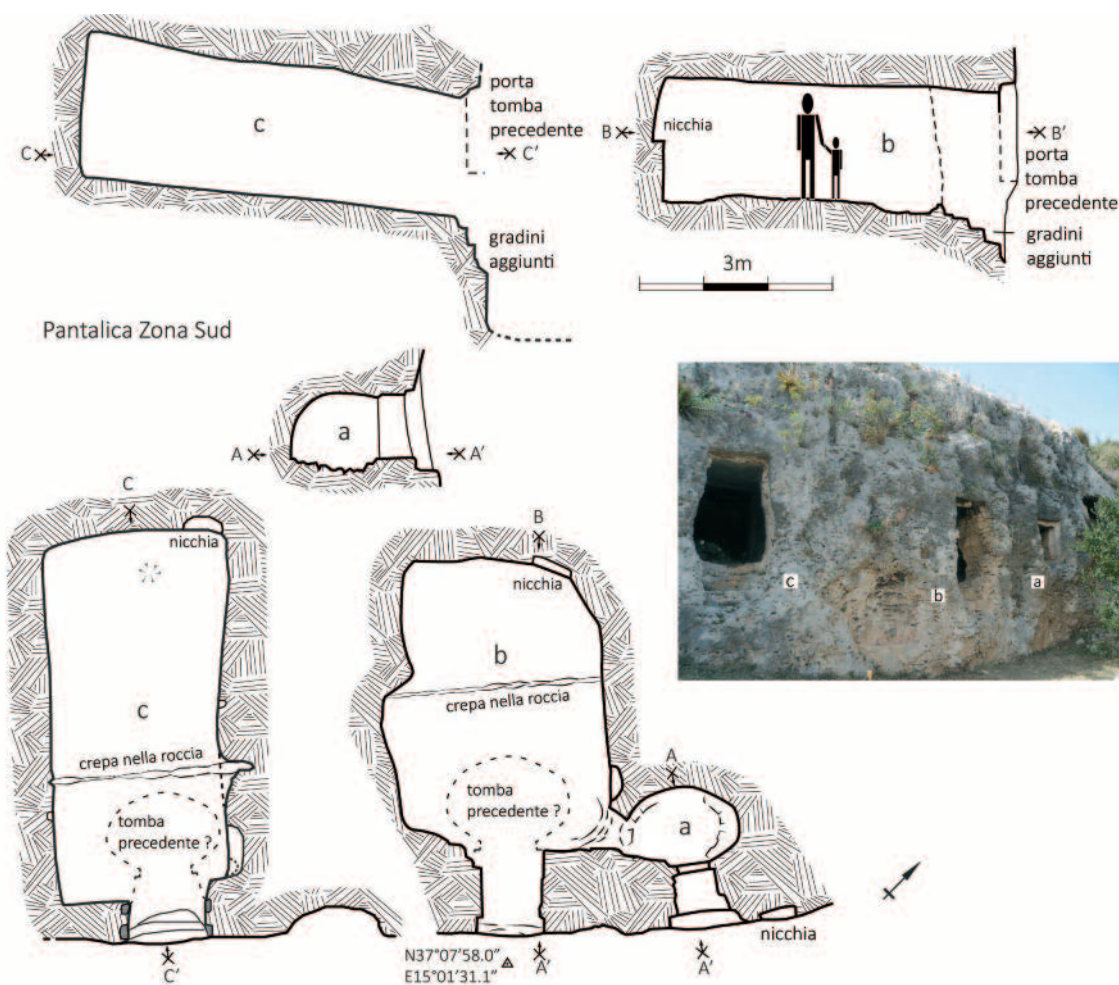 c
porta
tomba
precedente
C
C'
gradini
aggiunti
nicchia
b
B
B'
porta
tomba
precedente
gradini
aggiunti
3m
Pantalica Zona Sud
a
A
A'
c
b
a
C
nicchia
c
crepa nella roccia
tomba
precedente ?
C'
B
nicchia
b
crepa nella roccia
tomba
precedente ?
A
a
nicchia
N37°07'58.0"
E15°01'31.1"
A'
A'